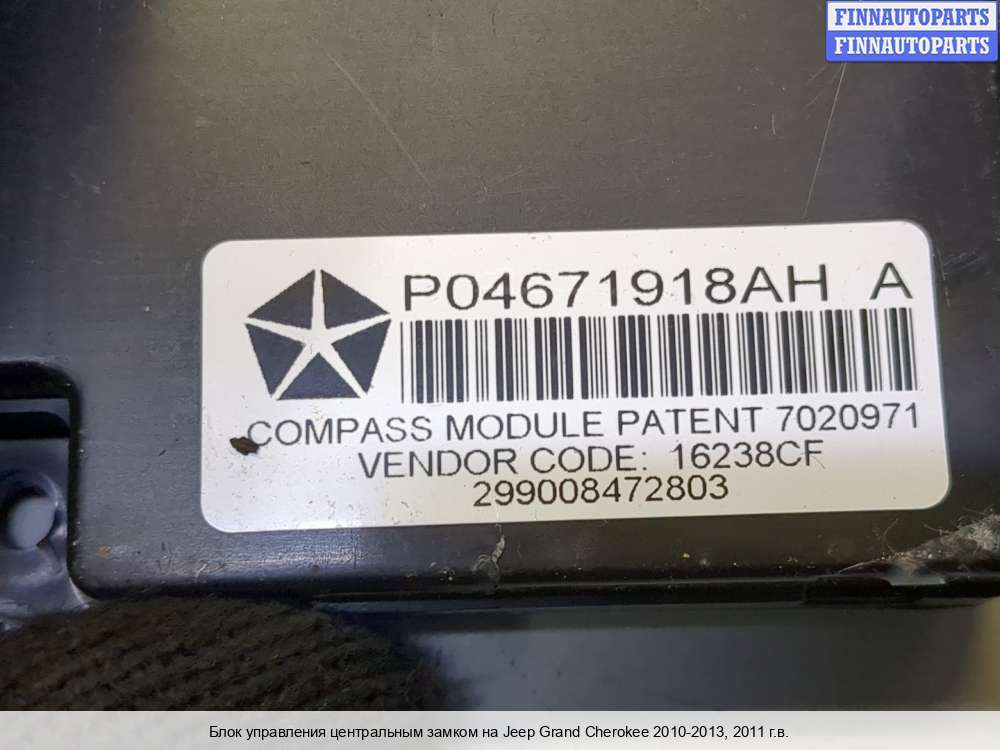 FINNAUTOPARTS
FINNAUTOPARTS
P04671918AH A
COMPASS MODULE PATENT 7020971
VENDOR CODE: 16238CF
299008472803
Блок управления центральным замком на Jeep Grand Cherokee 2010-2013, 2011 г.в.